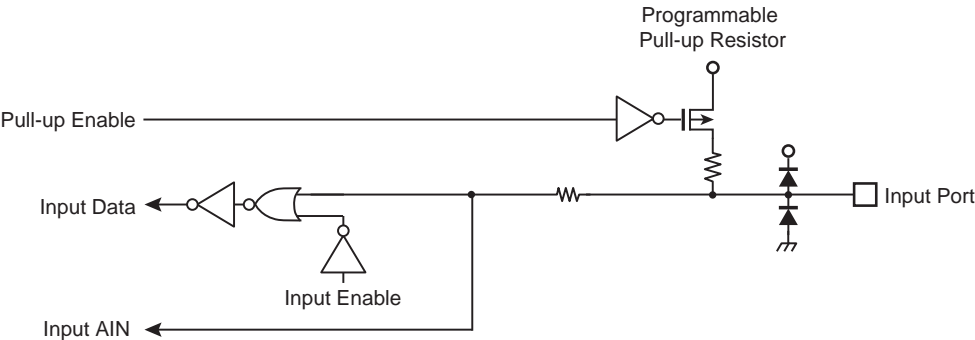 Programmable
Pull-up Resistor
Pull-up Enable
Input Data
Input Port
Input Enable
Input AIN